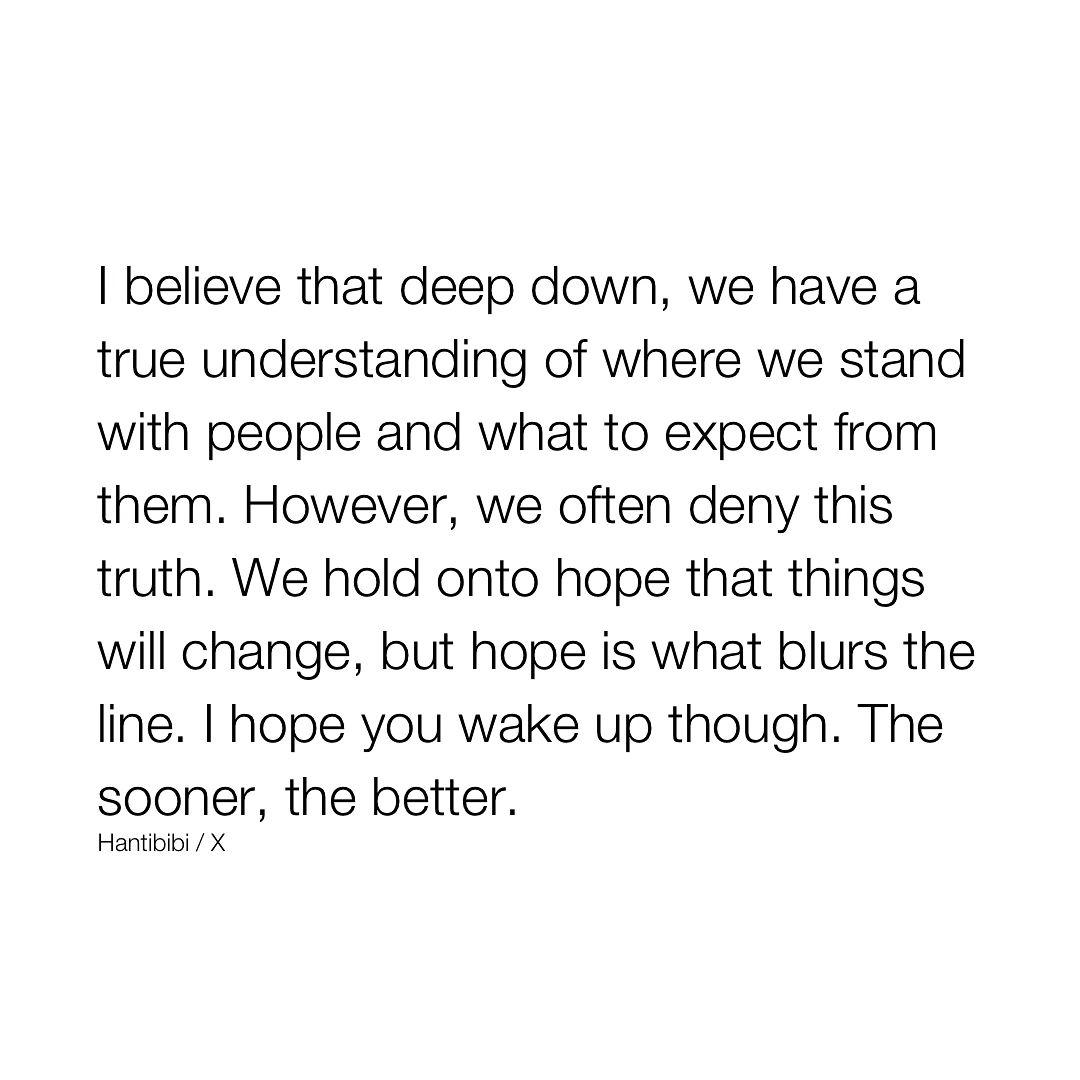 I believe that deep down, we have a
true understanding of where we stand
with people and what to expect from
them. However, we often deny this
truth. We hold onto hope that things
will change, but hope is what blurs the
line. I hope you wake up though. The
sooner, the better.
Hantibibi / X